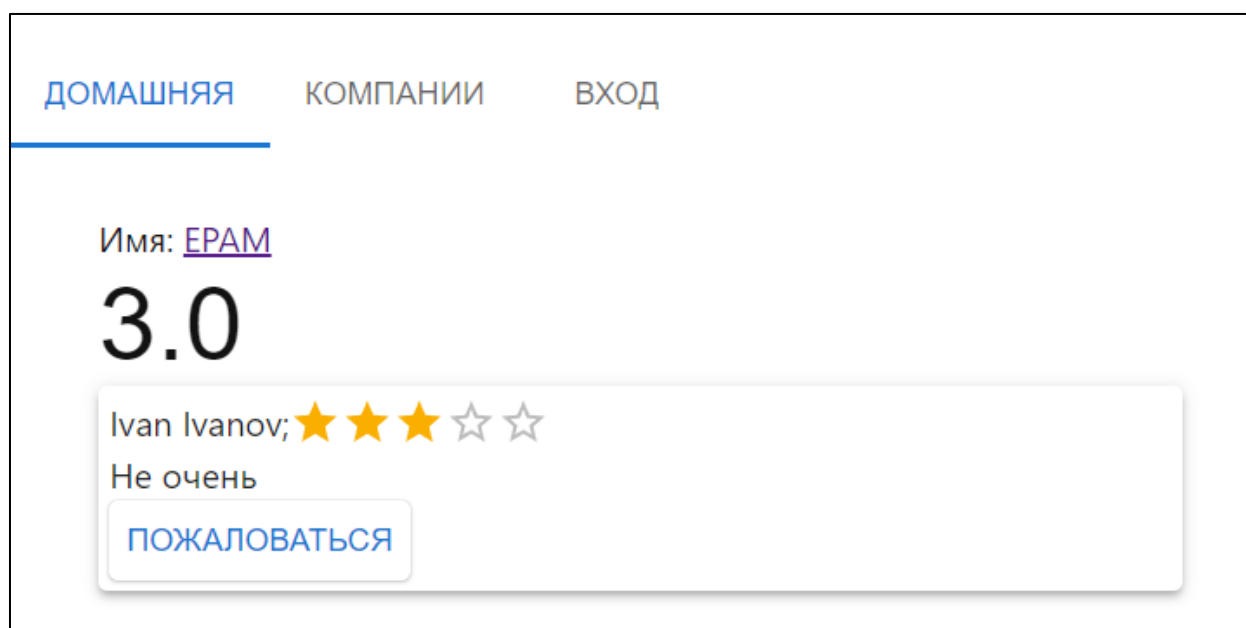 ДОМАШНЯЯ КОМПАНИИ ВХОД
Имя: EPAM
3.0
Ivan Ivanov;
Не очень
ПОЖАЛОВАТЬСЯ